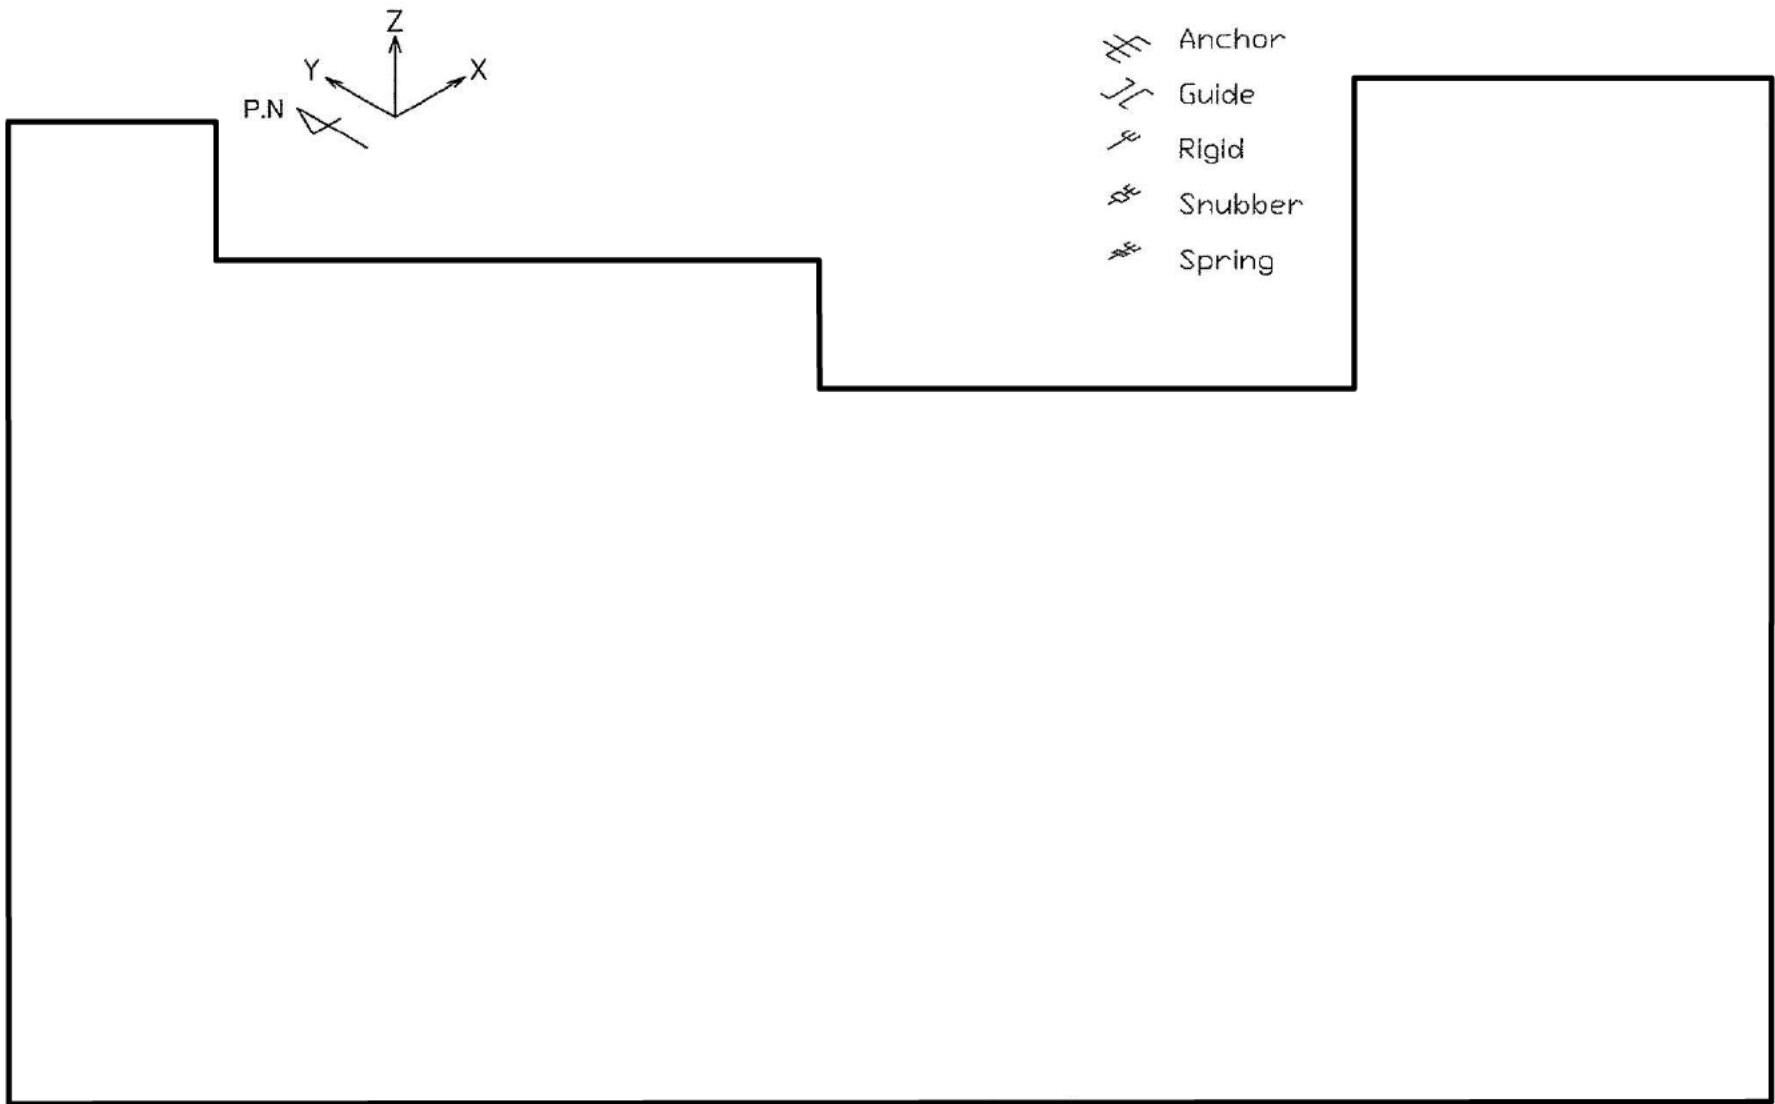 Z
Y
X
P.N
Anchor
Guide
Rigid
Snubber
Spring